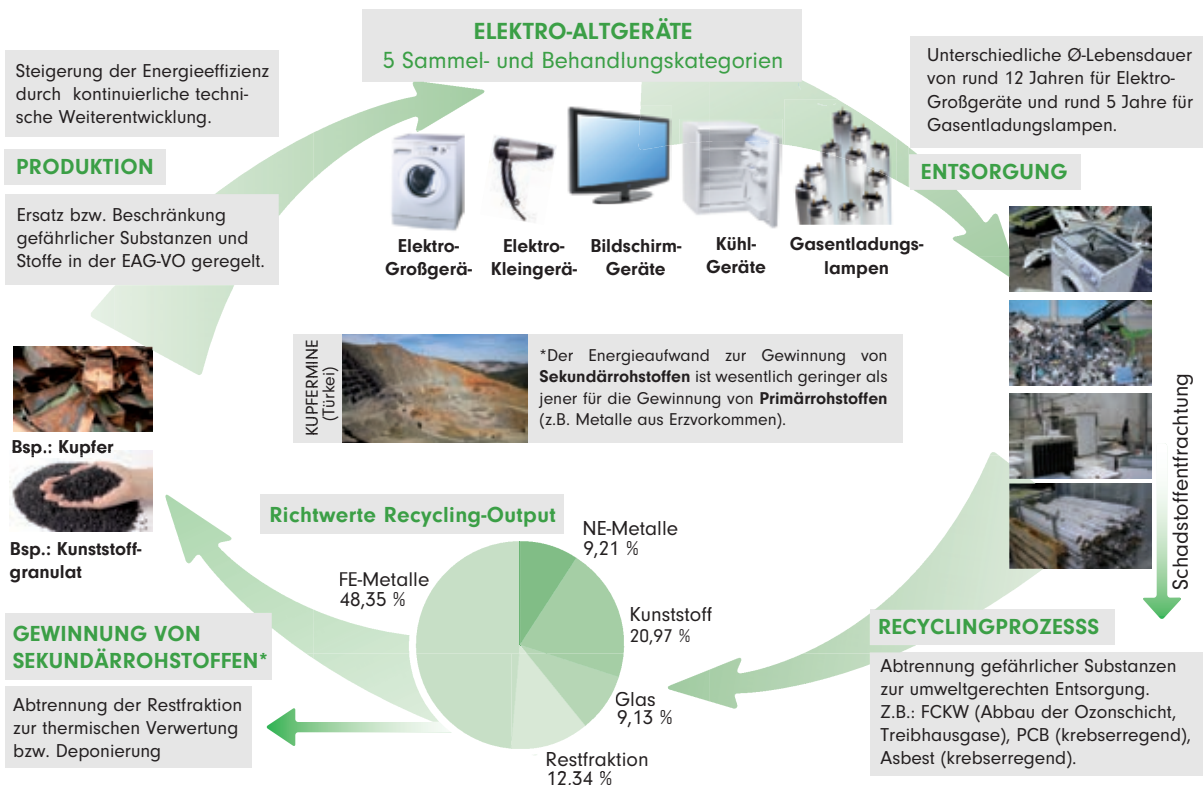 ELEKTRO-ALTGERÄTE
5 Sammel- und Behandlungskategorien
Steigerung der Energieeffizienz
durch kontinuierliche techni-
sche Weiterentwicklung.
PRODUKTION
Ersatz bzw. Beschränkung
gefährlicher Substanzen und
Stoffe in der EAG-VO geregelt.
Elektro-
Großgerä-
Elektro-
Kleingerä-
Bildschirm-
Geräte
Kühl-
Geräte
Gasentladungs-
lampen
Unterschiedliche Ø-Lebensdauer
von rund 12 Jahren für Elektro-
Großgeräte und rund 5 Jahre für
Gasentladungslampen.
ENTSORGUNG
Schadstoffentfrachtung
KUPFERMINE
(Türkei)
*Der Energieaufwand zur Gewinnung von
Sekundärrohstoffen ist wesentlich geringer als
jener für die Gewinnung von Primärrohstoffen
(z.B. Metalle aus Erzvorkommen).
Bsp.: Kupfer
Bsp.: Kunststoff-
granulat
Richtwerte Recycling-Output
NE-Metalle
9,21 %
FE-Metalle
48,35 %
Kunststoff
20,97 %
Glas
9,13 %
Restfraktion
12,34 %
RECYCLINGPROZESSS
Abtrennung gefährlicher Substanzen
zur umweltgerechten Entsorgung.
Z.B.: FCKW (Abbau der Ozonschicht,
Treibhausgase), PCB (krebserregend),
Asbest (krebserregend).
GEWINNUNG VON
SEKUNDÄRROHSTOFFEN*
Abtrennung der Restfraktion
zur thermischen Verwertung
bzw. Deponierung